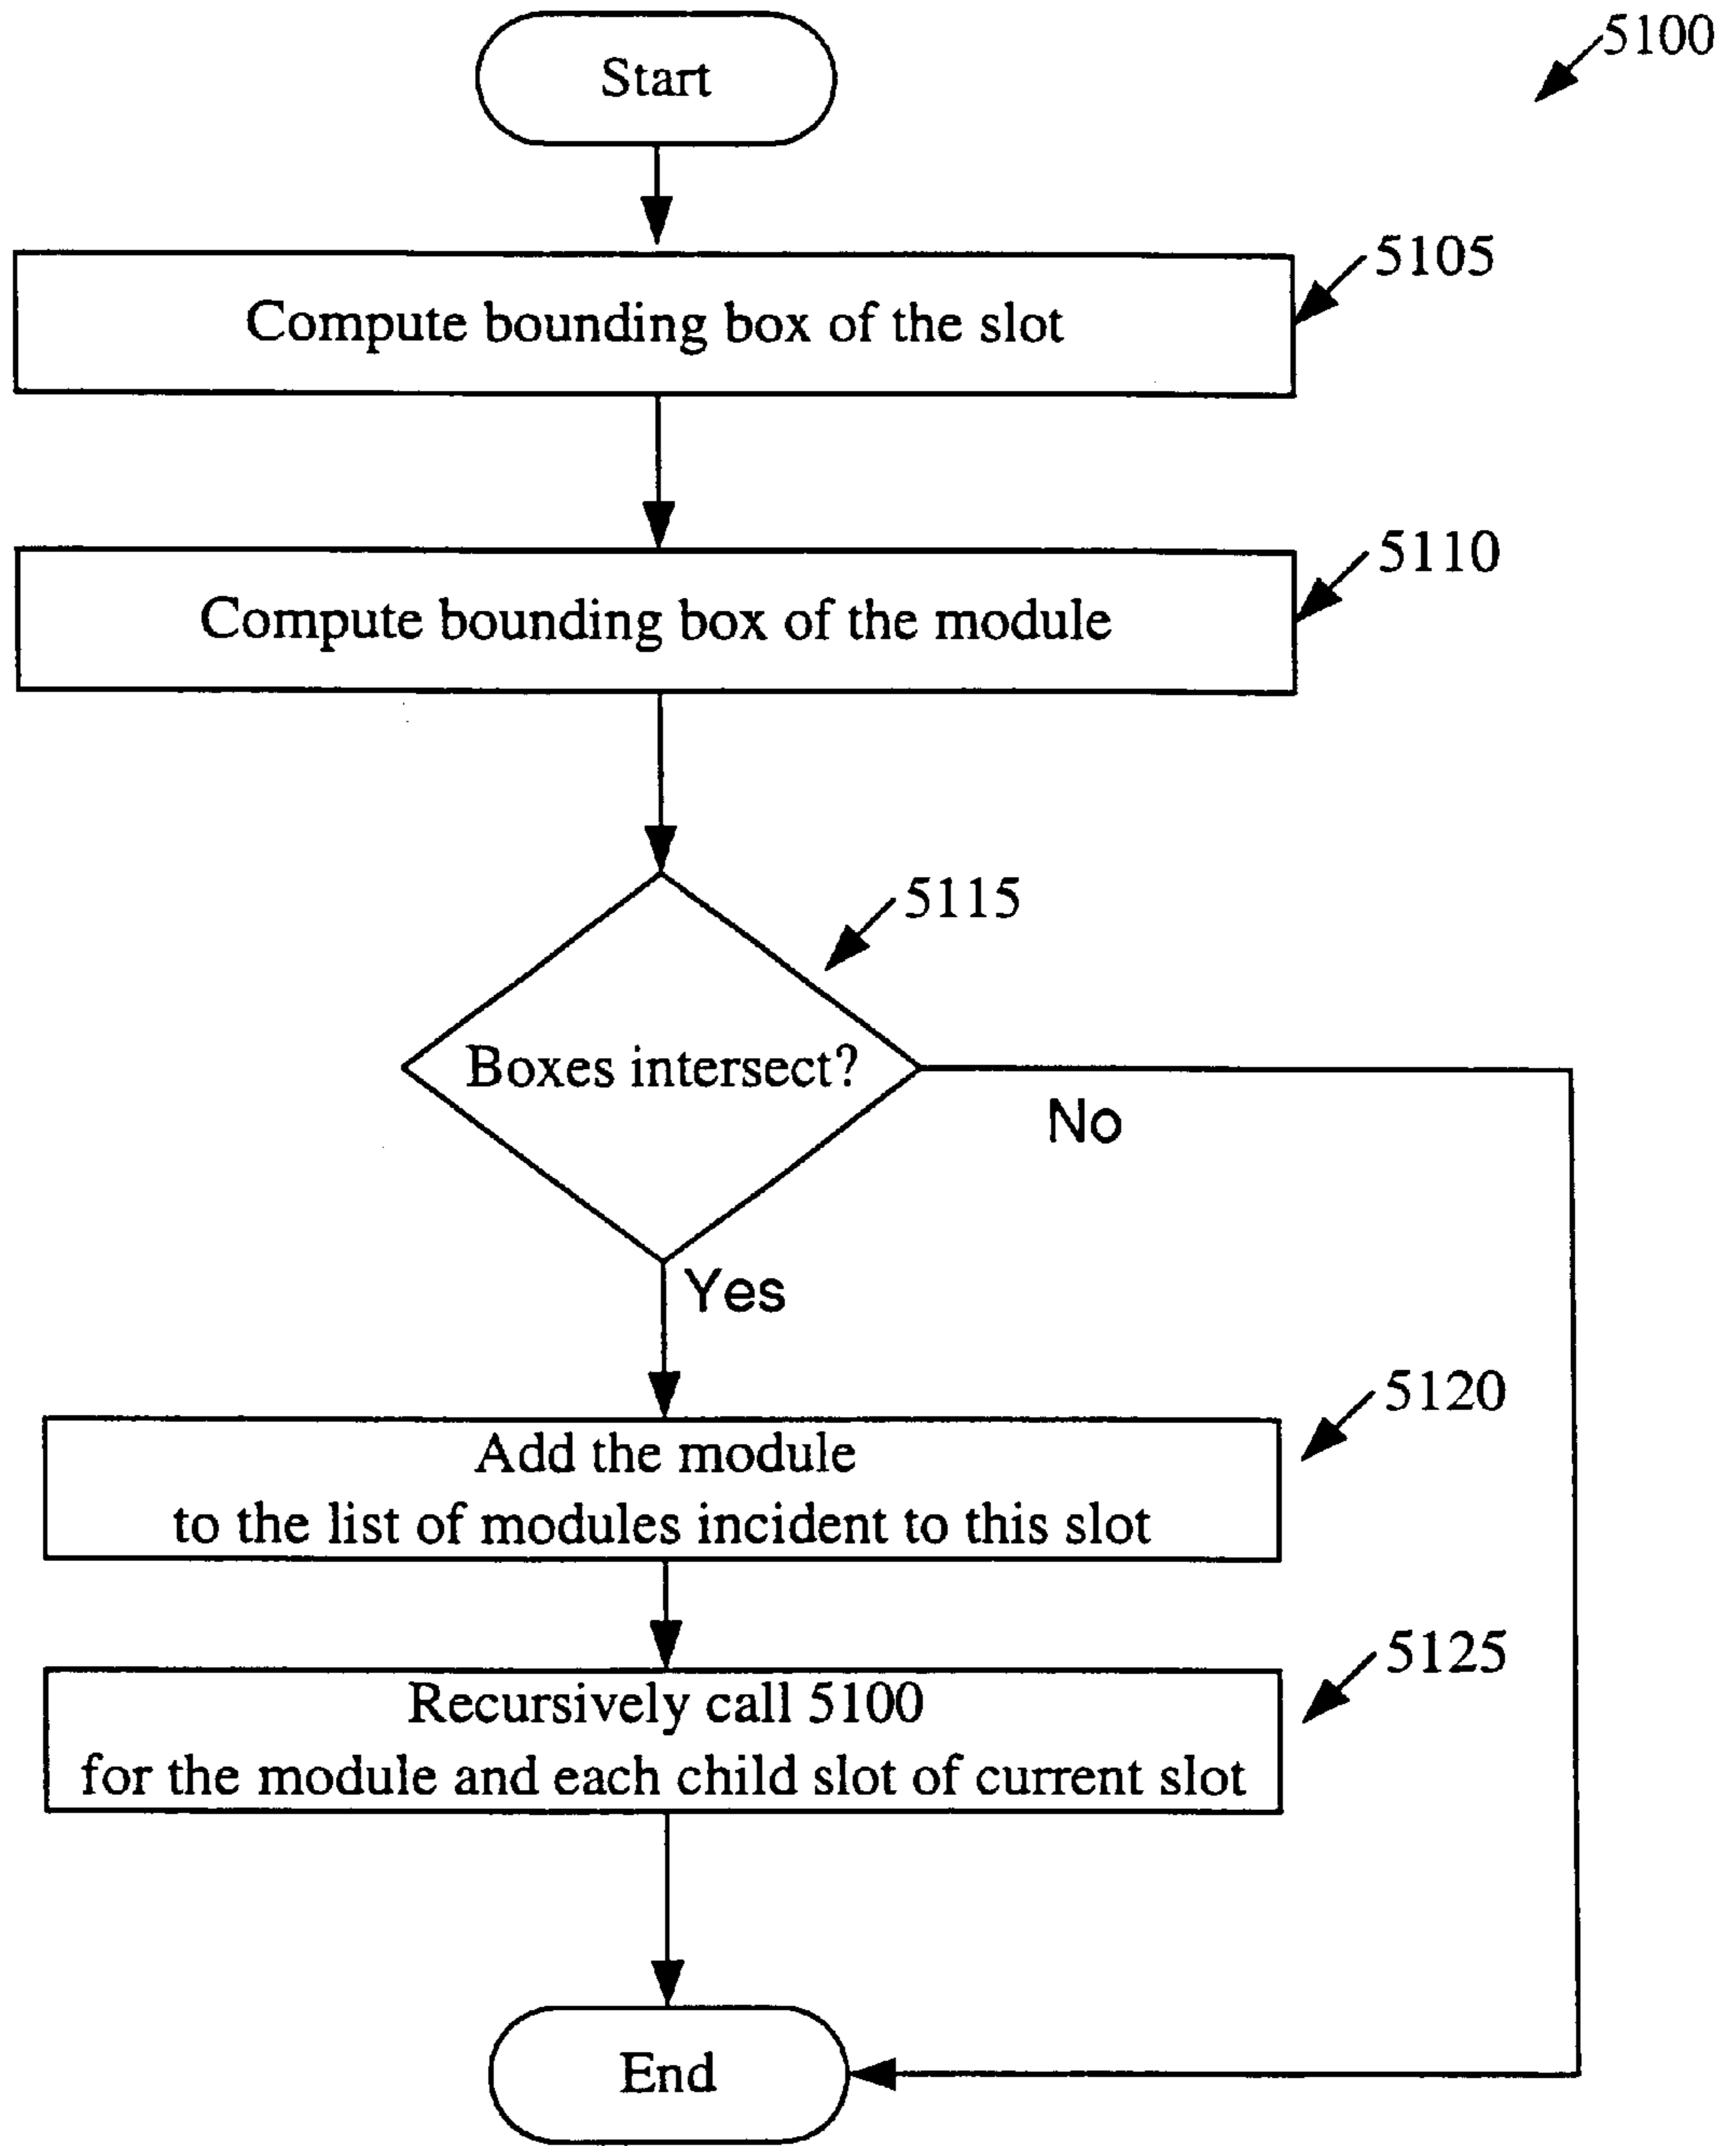 5100
Start
5105
Compute bounding box of the slot
5110
Compute bounding box of the module
5115
Boxes intersect?
No
Yes
5120
Add the module
to the list of modules incident to this slot
5125
Recursively call 5100
for the module and each child slot of current slot
End